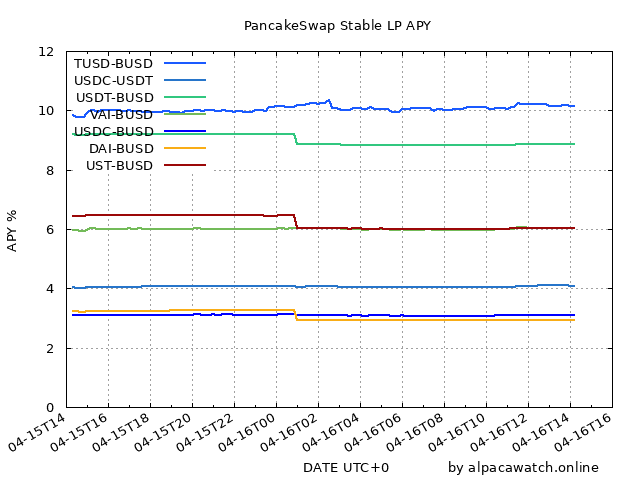 PancakeSwap Stable LP APY
12
10
8
6
4
2
0
APY %
TUSD-BUSD
USDC-USDT
USDT-BUSD
VAI-BUSD
USDC-BUSD
DAI-BUSD
UST-BUSD
04-15T14
04-15T16
04-15T18
04-15T20
04-15T22
04-16T00
04-16T02
04-16T04
04-16T06
04-16T08
04-16T10
04-16T12
04-16T14
04-16T16
DATE UTC+0
by alpacawatch.online